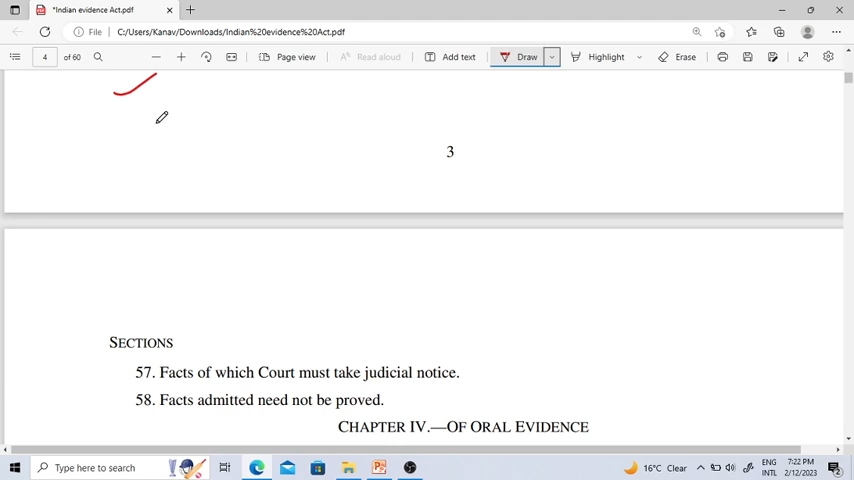 *Indian evidence Act.pdf
File
C:/Users/Kanav/Downloads/Indian%20evidence%20Act.pdf
4 of 60
Page view
Read aloud
Add text
Draw
Highlight
Erase
3
SECTIONS
57. Facts of which Court must take judicial notice.
58. Facts admitted need not be proved.
CHAPTER IV.—OF ORAL EVIDENCE
Type here to search
16°C Clear
ENG
INTL
7:22 PM
2/12/2023
2